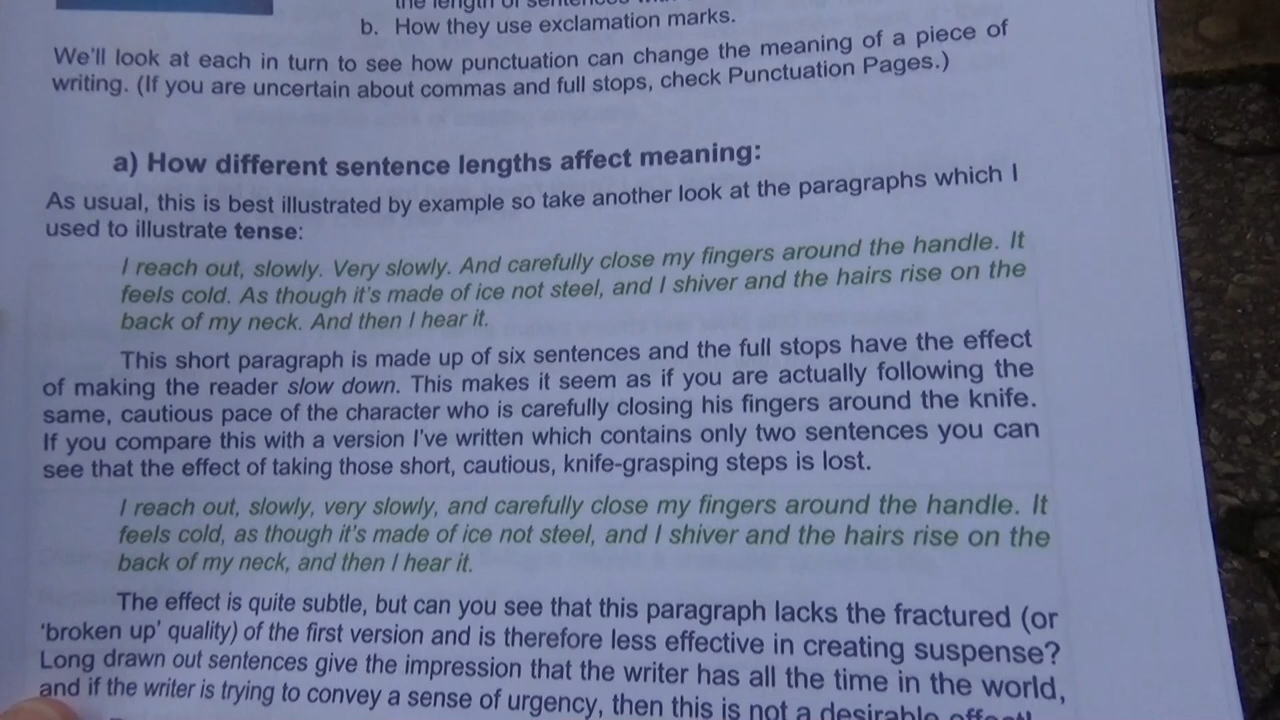 the length of sentences
b. How they use exclamation marks.
We'll look at each in turn to see how punctuation can change the meaning of a piece of
writing. (If you are uncertain about commas and full stops, check Punctuation Pages.)
a) How different sentence lengths affect meaning:
As usual, this is best illustrated by example so take another look at the paragraphs which I
used to illustrate tense:
I reach out, slowly. Very slowly. And carefully close my fingers around the handle. It
feels cold. As though it's made of ice not steel, and I shiver and the hairs rise on the
back of my neck. And then I hear it.
This short paragraph is made up of six sentences and the full stops have the effect
of making the reader slow down. This makes it seem as if you are actually following the
same, cautious pace of the character who is carefully closing his fingers around the knife.
If you compare this with a version I've written which contains only two sentences you can
see that the effect of taking those short, cautious, knife-grasping steps is lost.
I reach out, slowly, very slowly, and carefully close my fingers around the handle. It
feels cold, as though it's made of ice not steel, and I shiver and the hairs rise on the
back of my neck, and then I hear it.
The effect is quite subtle, but can you see that this paragraph lacks the fractured (or
'broken up' quality) of the first version and is therefore less effective in creating suspense?
Long drawn out sentences give the impression that the writer has all the time in the world,
and if the writer is trying to convey a sense of urgency, then this is not a desirable effect!